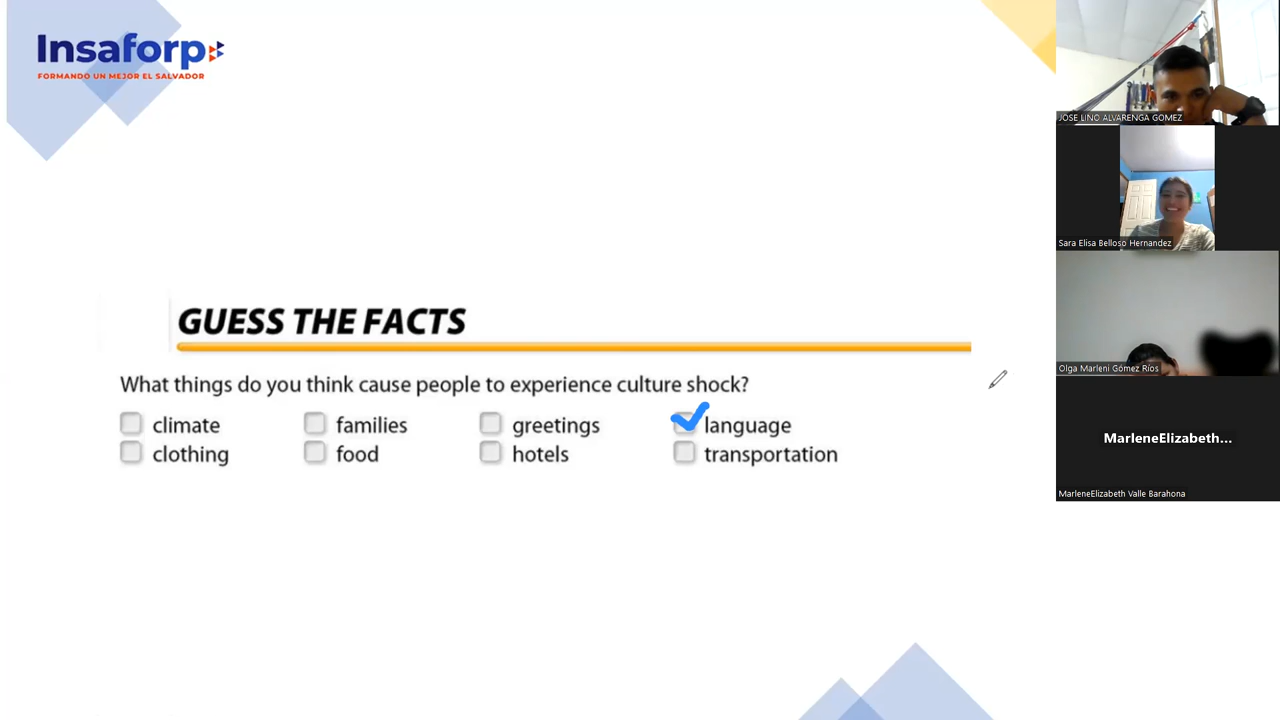 Insaforp
FORMANDO UN MEJOR EL SALVADOR
GUESS THE FACTS
What things do you think cause people to experience culture shock?
climate families greetings language
clothing food hotels transportation
JOSE LINO ALVARENGA GOMEZ
Sara Elisa Belloso Hernandez
Olga Marleni Gómez Ríos
MarleneElizabeth...
MarleneElizabeth Valle Barahona